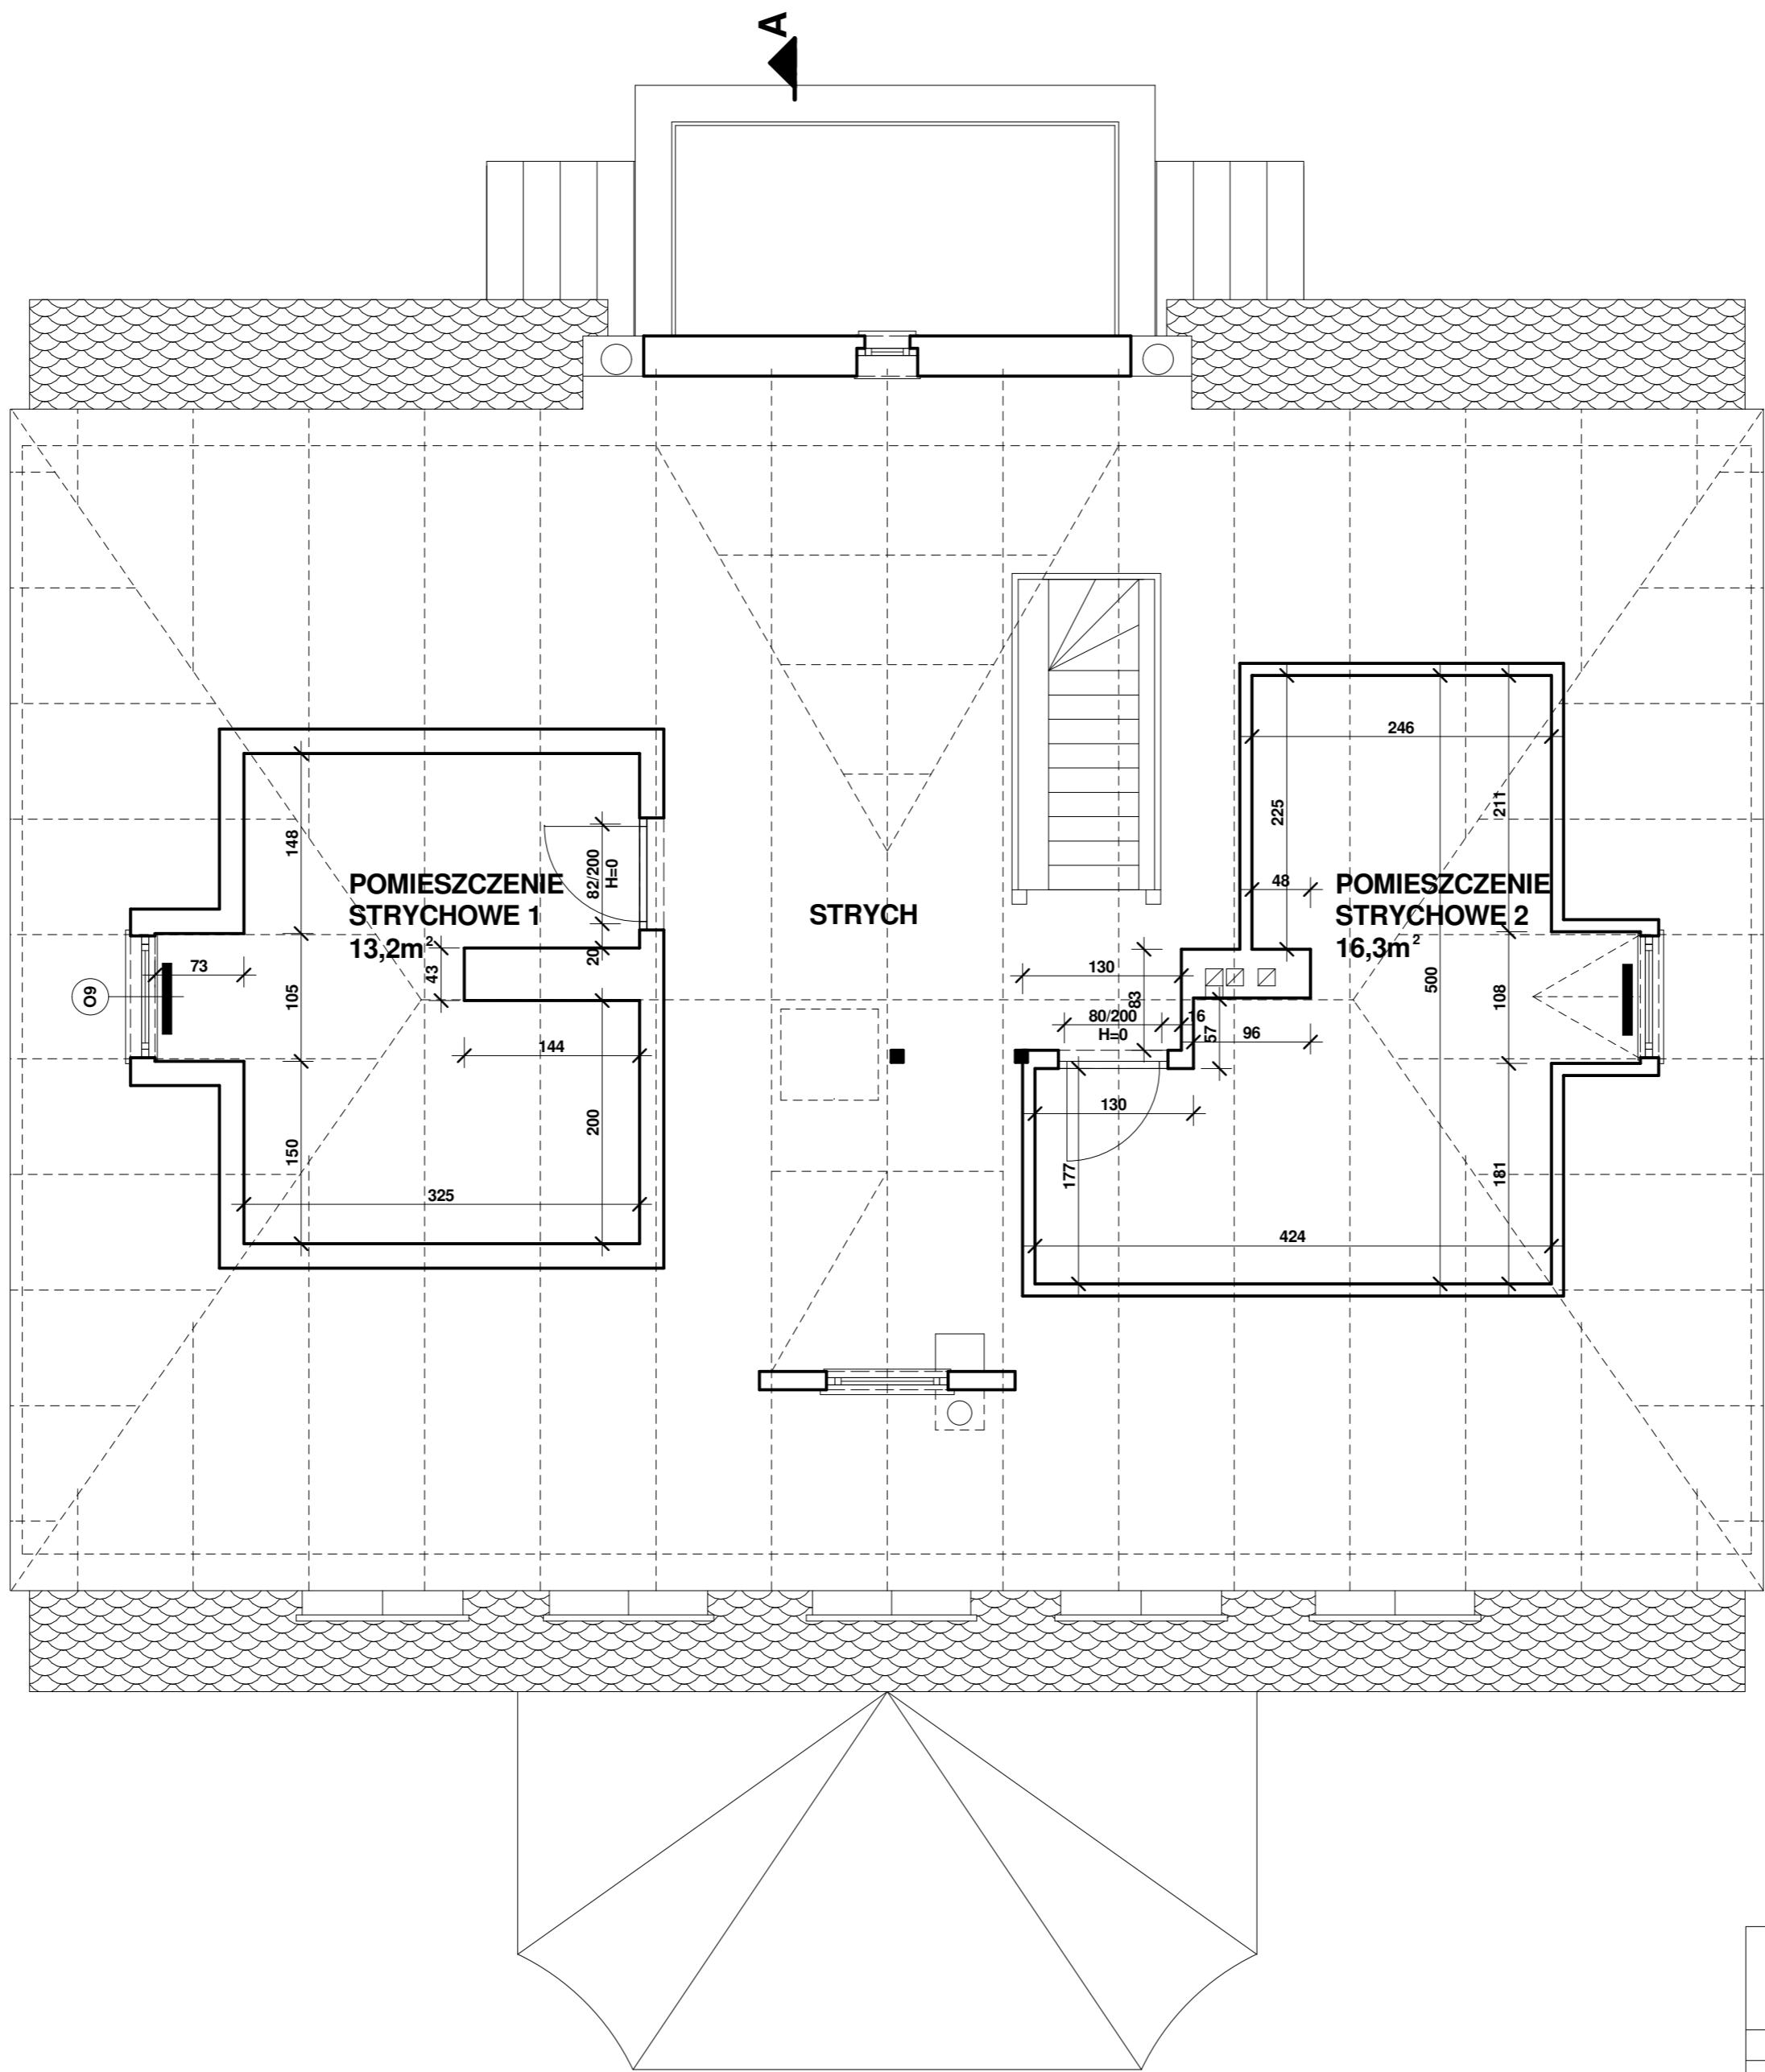 A
246
225
211
148
82/200
H=0
POMIESZCZENIE
STRYCHOWE 1
13,2m²
STRYCH
48
POMIESZCZENIE
STRYCHOWE 2
16,3m²
20
43
73
O9
105
130
83
500
108
80/200
H=0
16
57
96
144
130
200
150
177
181
325
424